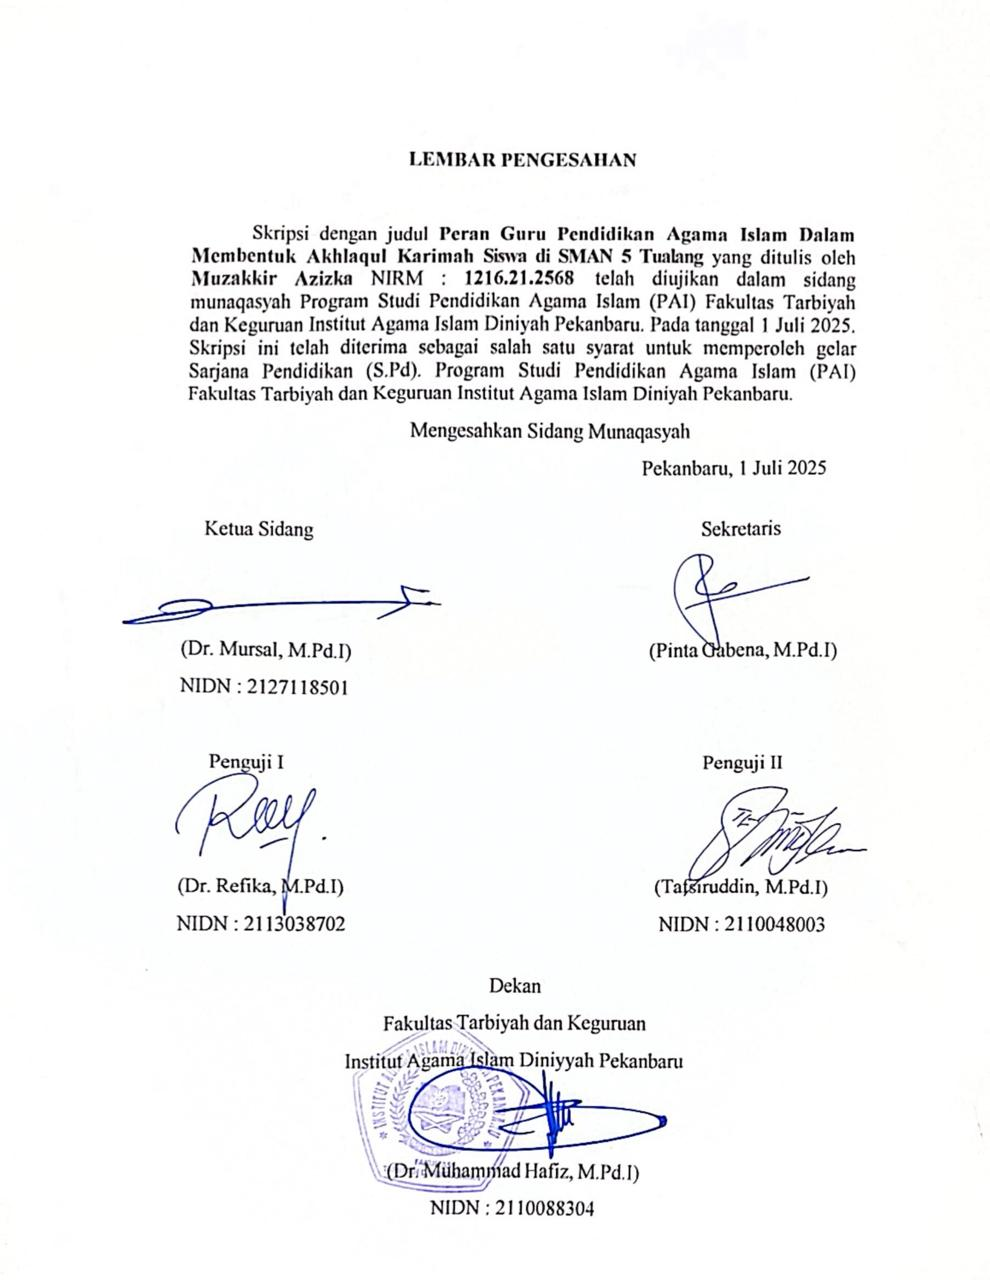 LEMBAR PENGESAHAN
Skripsi dengan judul Peran Guru Pendidikan Agama Islam Dalam
Membentuk Akhlaqul Karimah Siswa di SMAN 5 Tualang yang ditulis oleh
Muzakkir Azizka NIRM : 1216.21.2568 telah diujikan dalam sidang
munaqasyah Program Studi Pendidikan Agama Islam (PAI) Fakultas Tarbiyah
dan Keguruan Institut Agama Islam Diniyah Pekanbaru. Pada tanggal 1 Juli 2025.
Skripsi ini telah diterima sebagai salah satu syarat untuk memperoleh gelar
Sarjana Pendidikan (S.Pd). Program Studi Pendidikan Agama Islam (PAI)
Fakultas Tarbiyah dan Keguruan Institut Agama Islam Diniyah Pekanbaru.
Mengesahkan Sidang Munaqasyah
Pekanbaru, 1 Juli 2025
Ketua Sidang
Sekretaris
(Dr. Mursal, M.Pd.I)
(Pinta Gabena, M.Pd.I)
NIDN : 2127118501
Penguji I
Penguji II
(Dr. Refika, M.Pd.I)
(Tafsiruddin, M.Pd.I)
NIDN : 2113038702
NIDN : 2110048003
Dekan
Fakultas Tarbiyah dan Keguruan
Institut Agama Islam Diniyyah Pekanbaru
INSTITUT AGAMA ISLAM DINIYYAH PEKANBARU
(Dr. Muhammad Hafiz, M.Pd.I)
NIDN : 2110088304